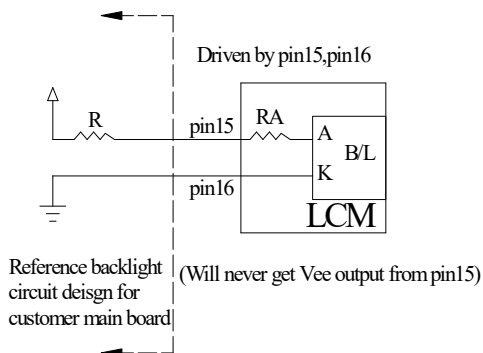 Driven by pin15,pin16
R
pin15
RA
A
B/L
K
pin16
LCM
Reference backlight
circuit deisgn for
customer main board
(Will never get Vee output from pin15)